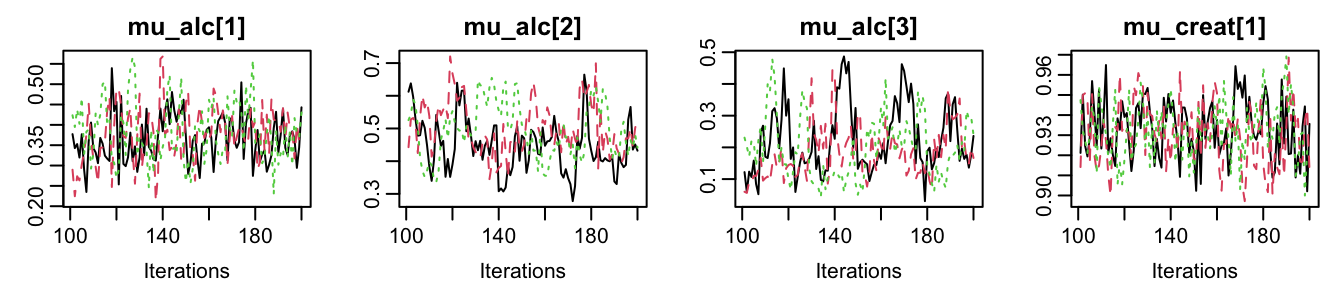 mu_alc[1] mu_alc[2] mu_alc[3] mu_creat[1]
0.50 0.35 0.20
0.7 0.5 0.3
0.5 0.3 0.1
0.96 0.93 0.90
100 140 180 100 140 180 100 140 180 100 140 180
Iterations Iterations Iterations Iterations